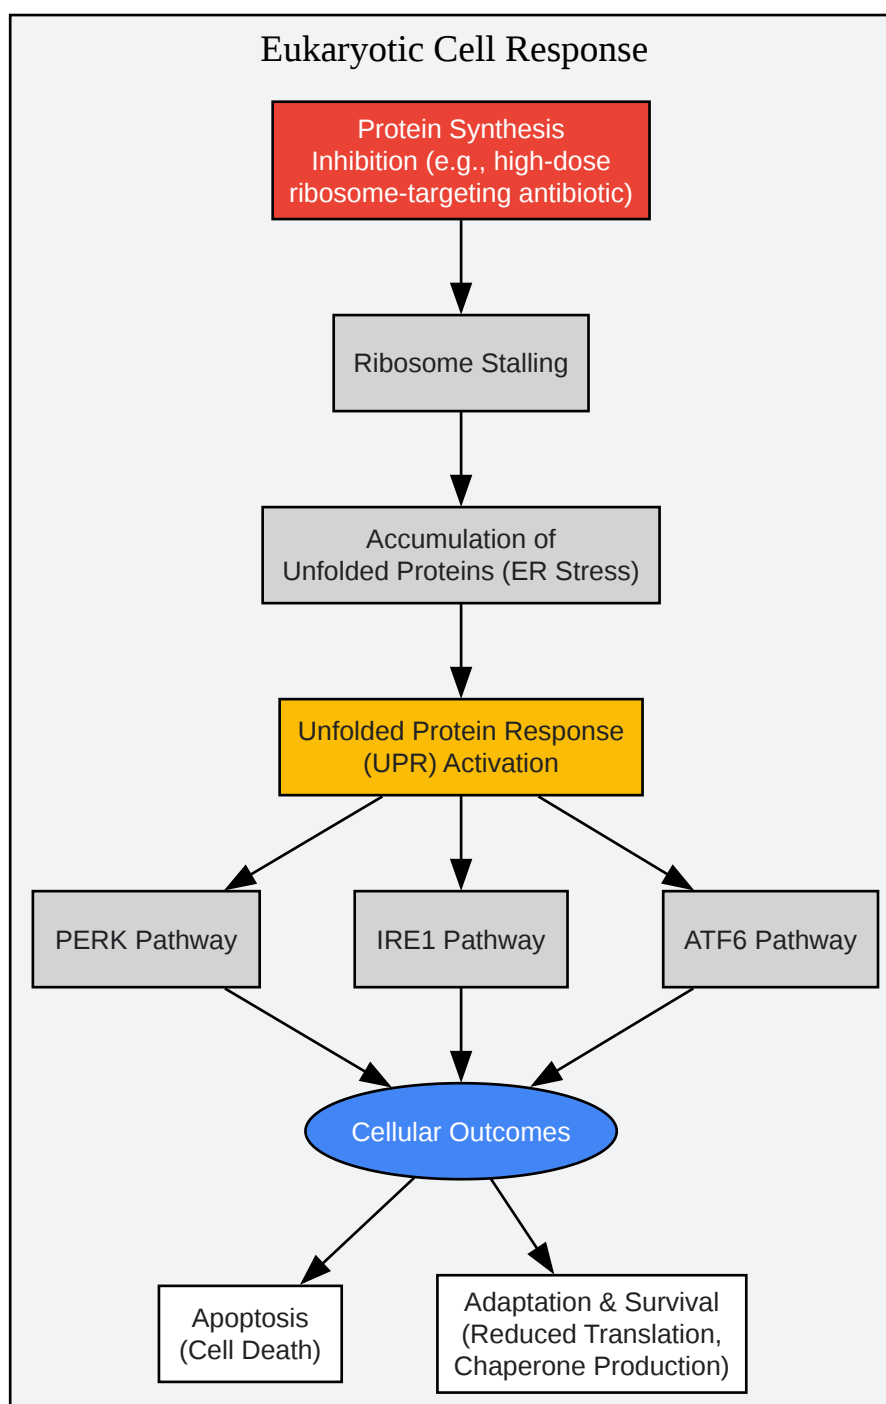 Eukaryotic Cell Response
Protein Synthesis
Inhibition (e.g., high-dose
ribosome-targeting antibiotic)
Ribosome Stalling
Accumulation of
Unfolded Proteins (ER Stress)
Unfolded Protein Response
(UPR) Activation
PERK Pathway
IRE1 Pathway
ATF6 Pathway
Cellular Outcomes
Apoptosis
(Cell Death)
Adaptation & Survival
(Reduced Translation,
Chaperone Production)